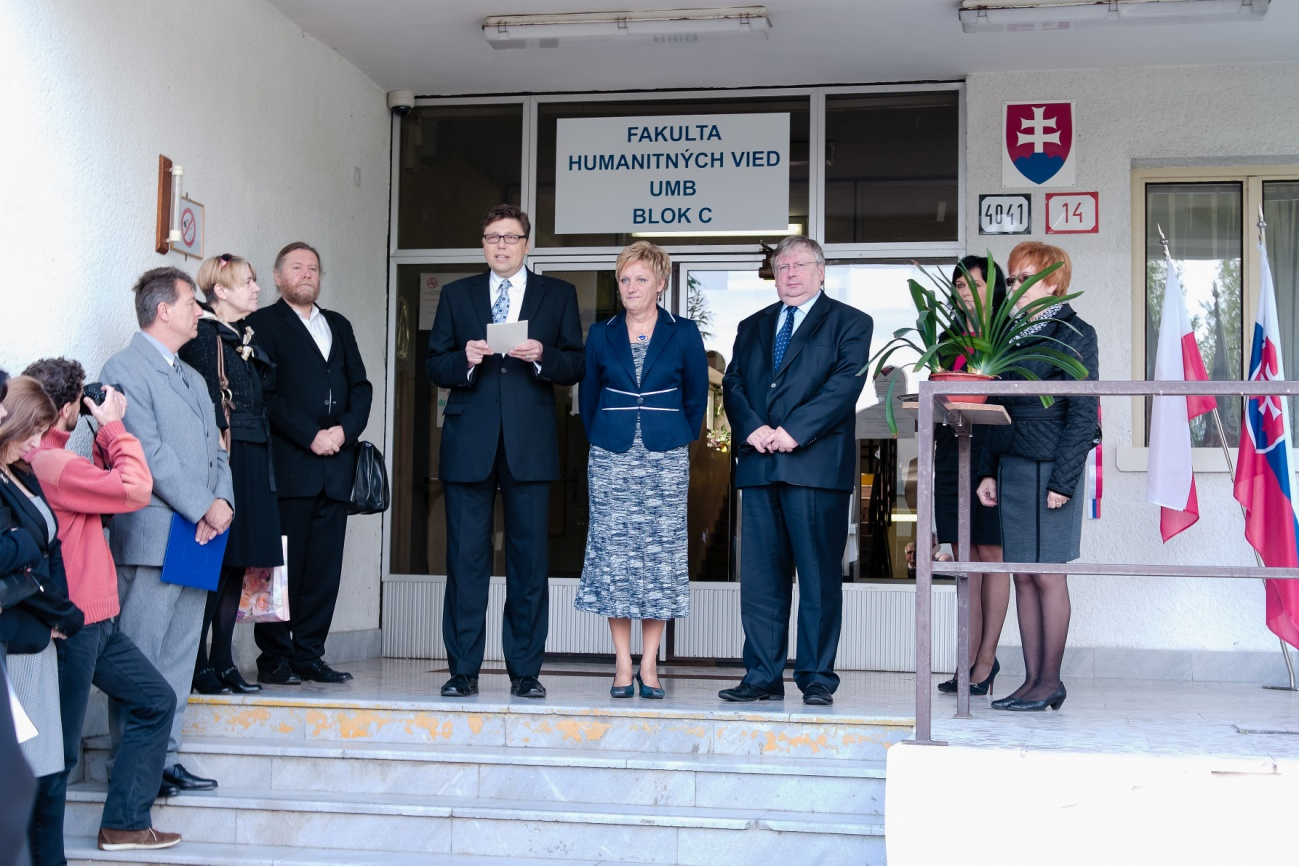 FAKULTA
HUMANITNÝCH VIED
UMB
BLOK C
4041
14